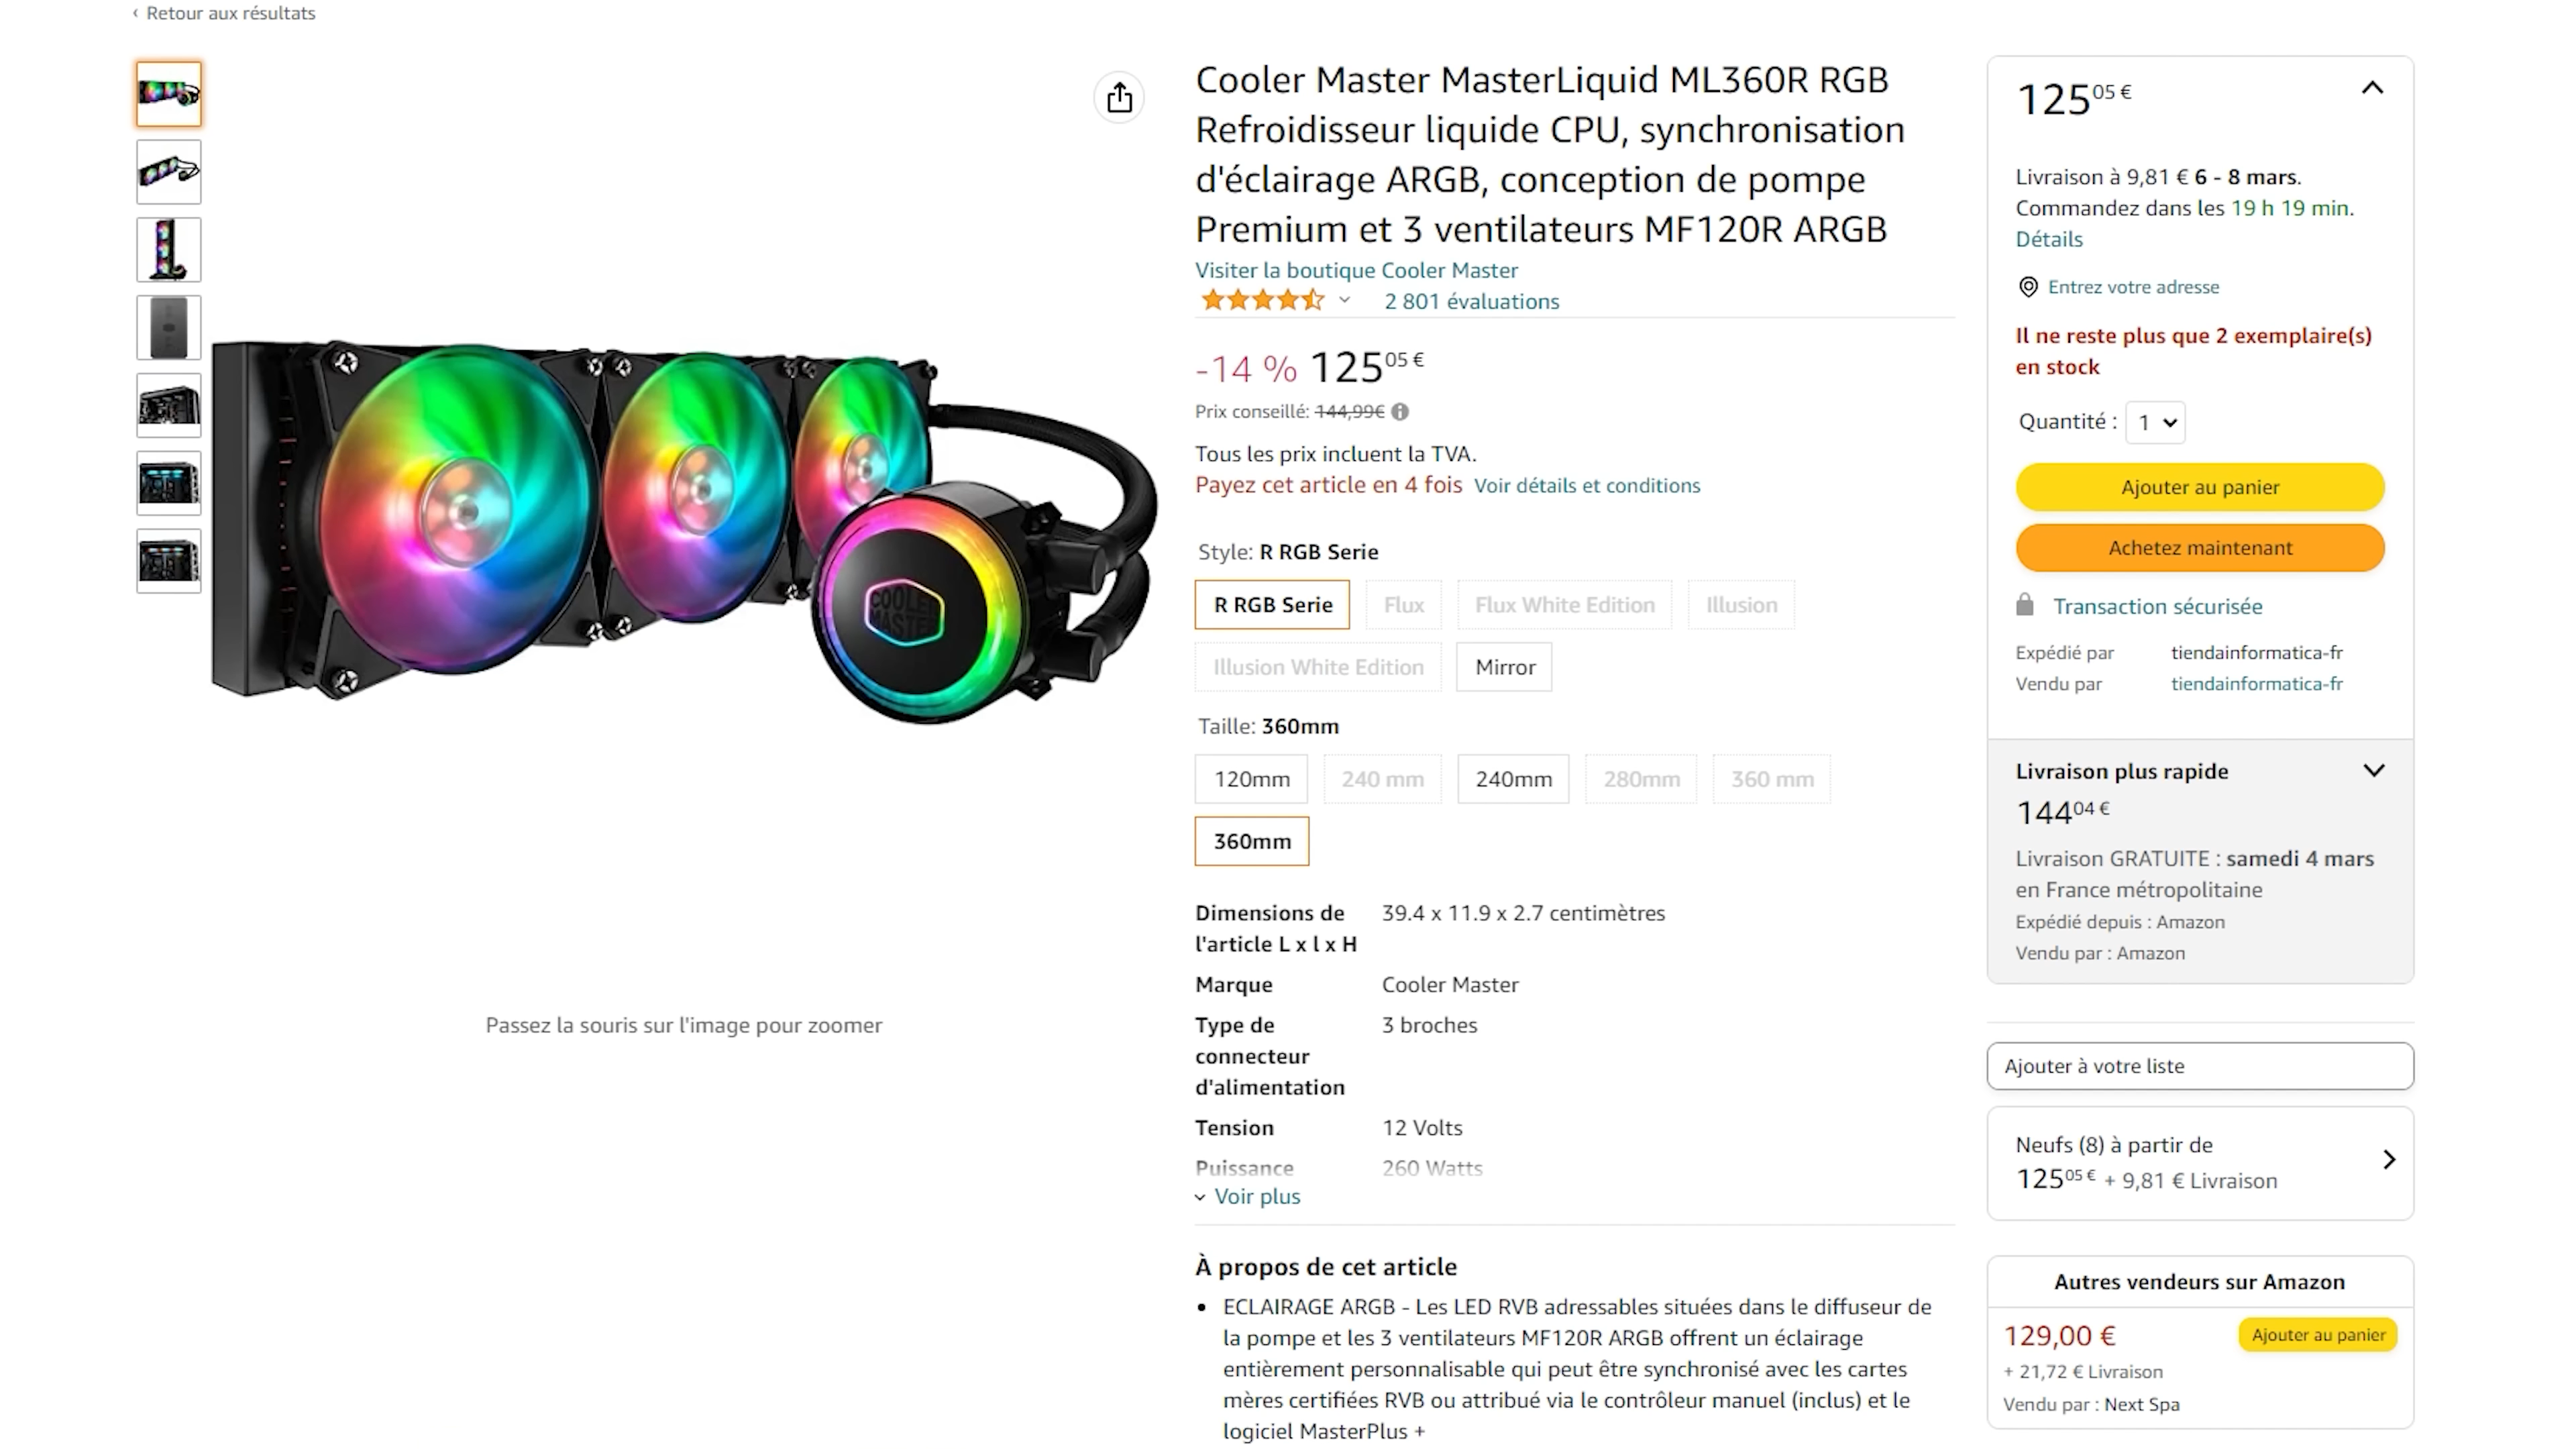 ‹ Retour aux résultats
COOLER
MASTER
Passez la souris sur l'image pour zoomer
Cooler Master MasterLiquid ML360R RGB
Refroidisseur liquide CPU, synchronisation
d'éclairage ARGB, conception de pompe
Premium et 3 ventilateurs MF120R ARGB
Visiter la boutique Cooler Master
2 801 évaluations
-14 % 125 05 €
Prix conseillé: 144,99€
Tous les prix incluent la TVA.
Payez cet article en 4 fois Voir détails et conditions
Style: R RGB Serie
R RGB Serie Flux Flux White Edition Illusion
Illusion White Edition Mirror
Taille: 360mm
120mm 240 mm 240mm 280mm 360 mm
360mm
Dimensions de 39.4 x 11.9 x 2.7 centimètres
l'article L x l x H
Marque Cooler Master
Type de 3 broches
connecteur
d'alimentation
Tension 12 Volts
Puissance 260 Watts
Voir plus
À propos de cet article
• ECLAIRAGE ARGB - Les LED RVB adressables situées dans le diffuseur de
la pompe et les 3 ventilateurs MF120R ARGB offrent un éclairage
entièrement personnalisable qui peut être synchronisé avec les cartes
mères certifiées RVB ou attribué via le contrôleur manuel (inclus) et le
logiciel MasterPlus +
125 05 €
Livraison à 9,81 € 6 - 8 mars.
Commandez dans les 19 h 19 min.
Détails
Entrez votre adresse
Il ne reste plus que 2 exemplaire(s)
en stock
Quantité : 1
Ajouter au panier
Achetez maintenant
Transaction sécurisée
Expédié par tiendainformatica-fr
Vendu par tiendainformatica-fr
Livraison plus rapide
144 04 €
Livraison GRATUITE : samedi 4 mars
en France métropolitaine
Expédié depuis : Amazon
Vendu par : Amazon
Ajouter à votre liste
Neufs (8) à partir de
125 05 € + 9,81 € Livraison
Autres vendeurs sur Amazon
129,00 € Ajouter au panier
+ 21,72 € Livraison
Vendu par : Next Spa